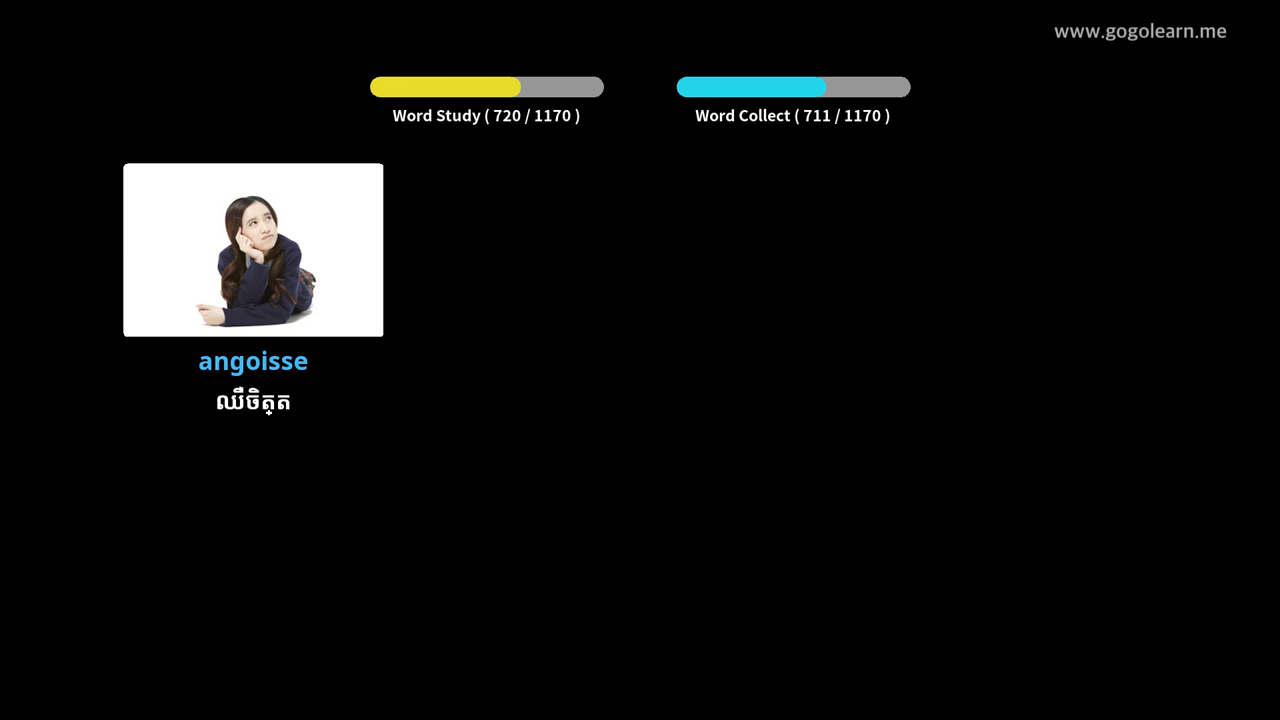 www.gogolearn.me
Word Study ( 720 / 1170 )
Word Collect ( 711 / 1170 )
angoisse
ឈឺចិត្ត